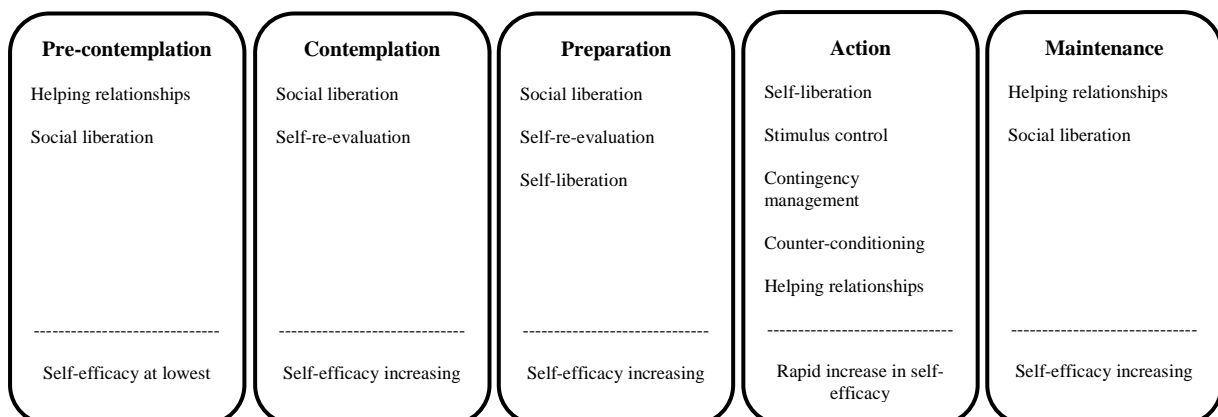 Pre-contemplation
Helping relationships
Social liberation
------------------------------
Self-efficacy at lowest
Contemplation
Social liberation
Self-re-evaluation
------------------------------
Self-efficacy increasing
Preparation
Social liberation
Self-re-evaluation
Self-liberation
------------------------------
Self-efficacy increasing
Action
Self-liberation
Stimulus control
Contingency
management
Counter-conditioning
Helping relationships
------------------------------
Rapid increase in self-
efficacy
Maintenance
Helping relationships
Social liberation
------------------------------
Self-efficacy increasing